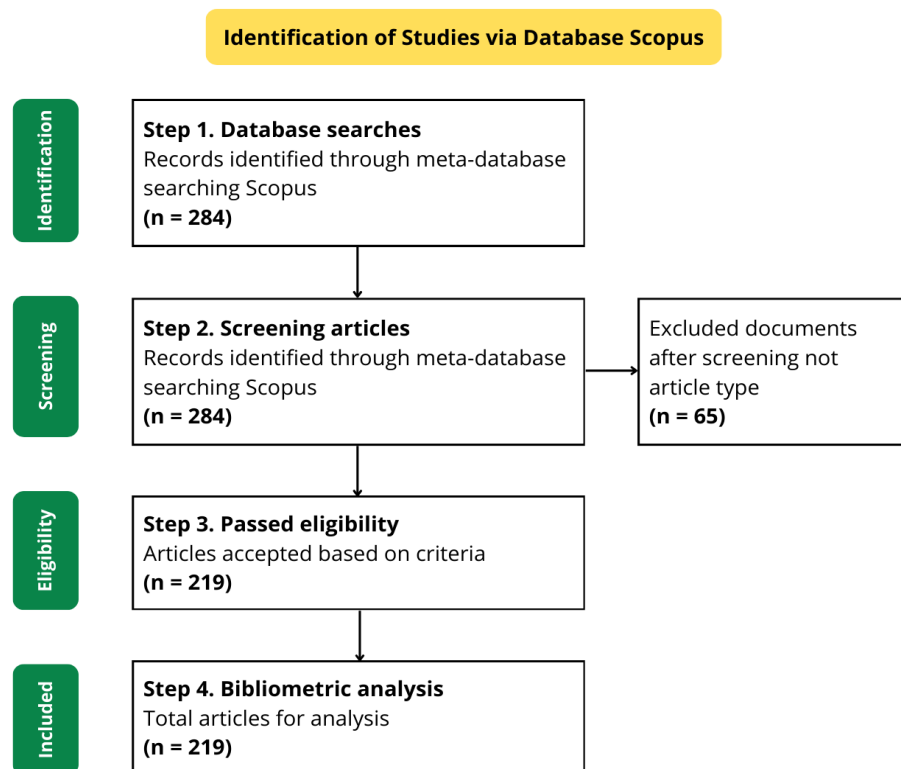 Identification of Studies via Database Scopus
Identification
Step 1. Database searches
Records identified through meta-database
searching Scopus
(n = 284)
Screening
Step 2. Screening articles
Records identified through meta-database
searching Scopus
(n = 284)
Excluded documents
after screening not
article type
(n = 65)
Eligibility
Step 3. Passed eligibility
Articles accepted based on criteria
(n = 219)
Included
Step 4. Bibliometric analysis
Total articles for analysis
(n = 219)